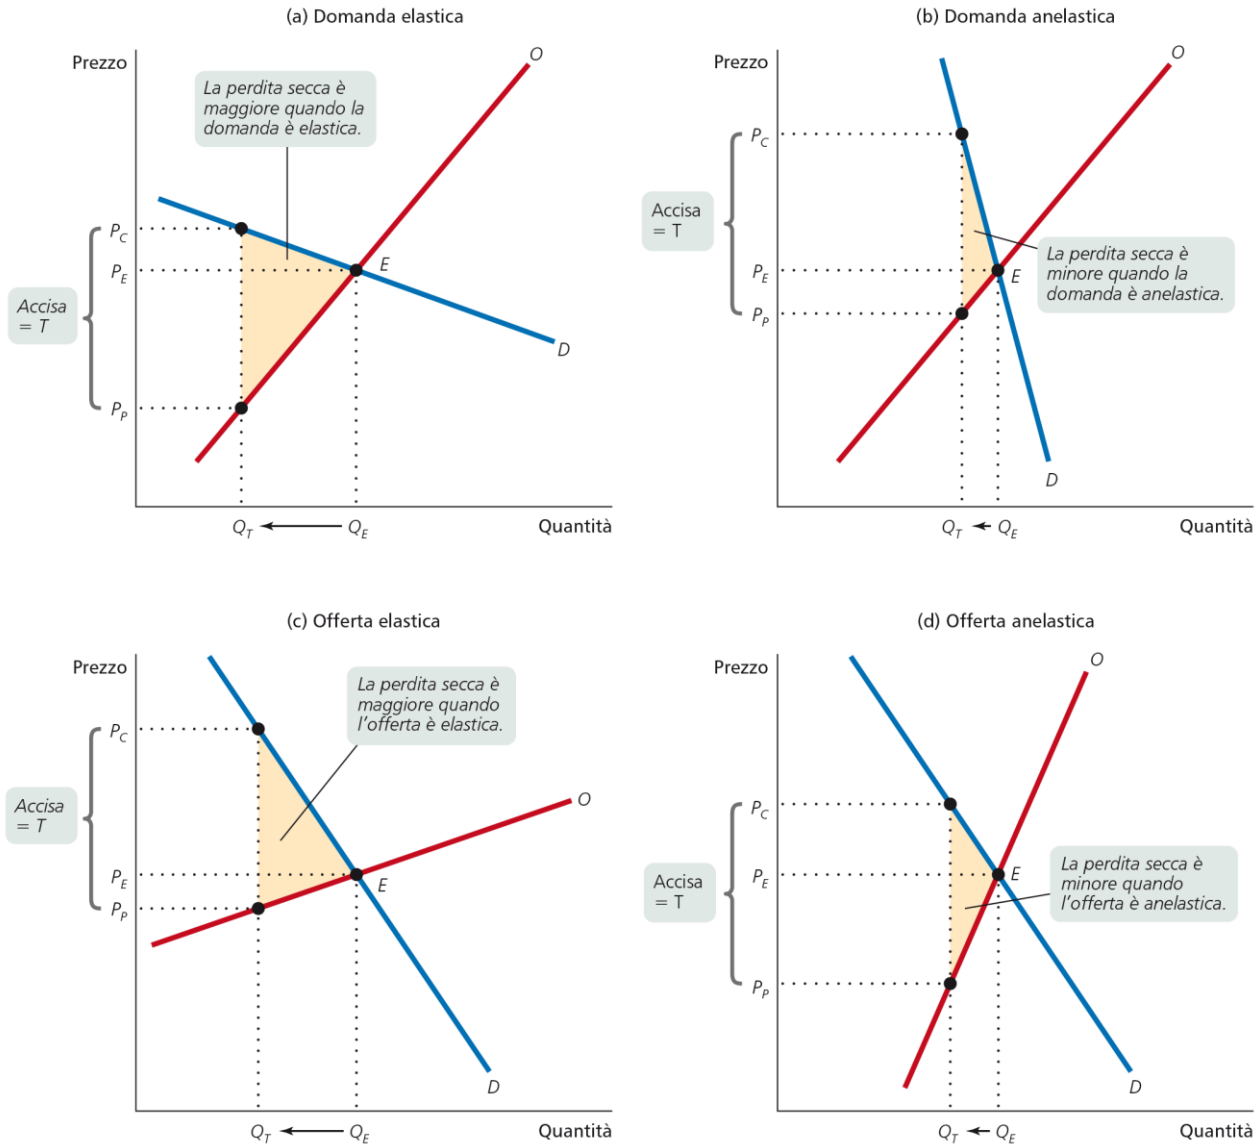 (a) Domanda elastica
Prezzo
O
La perdita secca è
maggiore quando la
domanda è elastica.
P_C
P_E
E
Accisa
= T
D
P_P
Q_T
Q_E
Quantità
(b) Domanda anelastica
Prezzo
O
P_C
Accisa
= T
La perdita secca è
minore quando la
domanda è anelastica.
P_E
E
P_P
D
Q_T
Q_E
Quantità
(c) Offerta elastica
Prezzo
La perdita secca è
maggiore quando
l'offerta è elastica.
P_C
Accisa
= T
O
P_E
E
P_P
D
Q_T
Q_E
Quantità
(d) Offerta anelastica
Prezzo
O
P_C
Accisa
= T
P_E
E
La perdita secca è
minore quando
l'offerta è anelastica.
P_P
D
Q_T
Q_E
Quantità